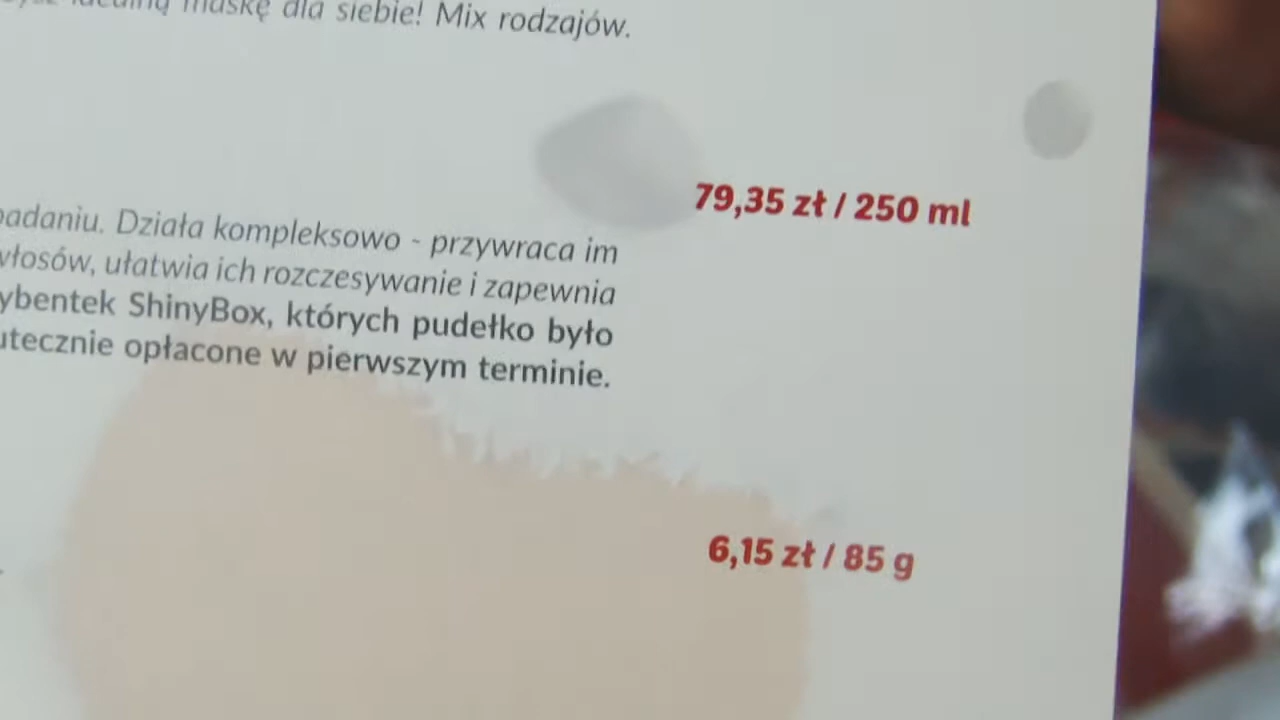 maskę dla siebie! Mix rodzajów.
79,35 zł / 250 ml
padaniu. Działa kompleksowo - przywraca im
włosów, ułatwia ich rozczesywanie i zapewnia
ybentek ShinyBox, których pudełko było
utecznie opłacone w pierwszym terminie.
6,15 zł / 85 g